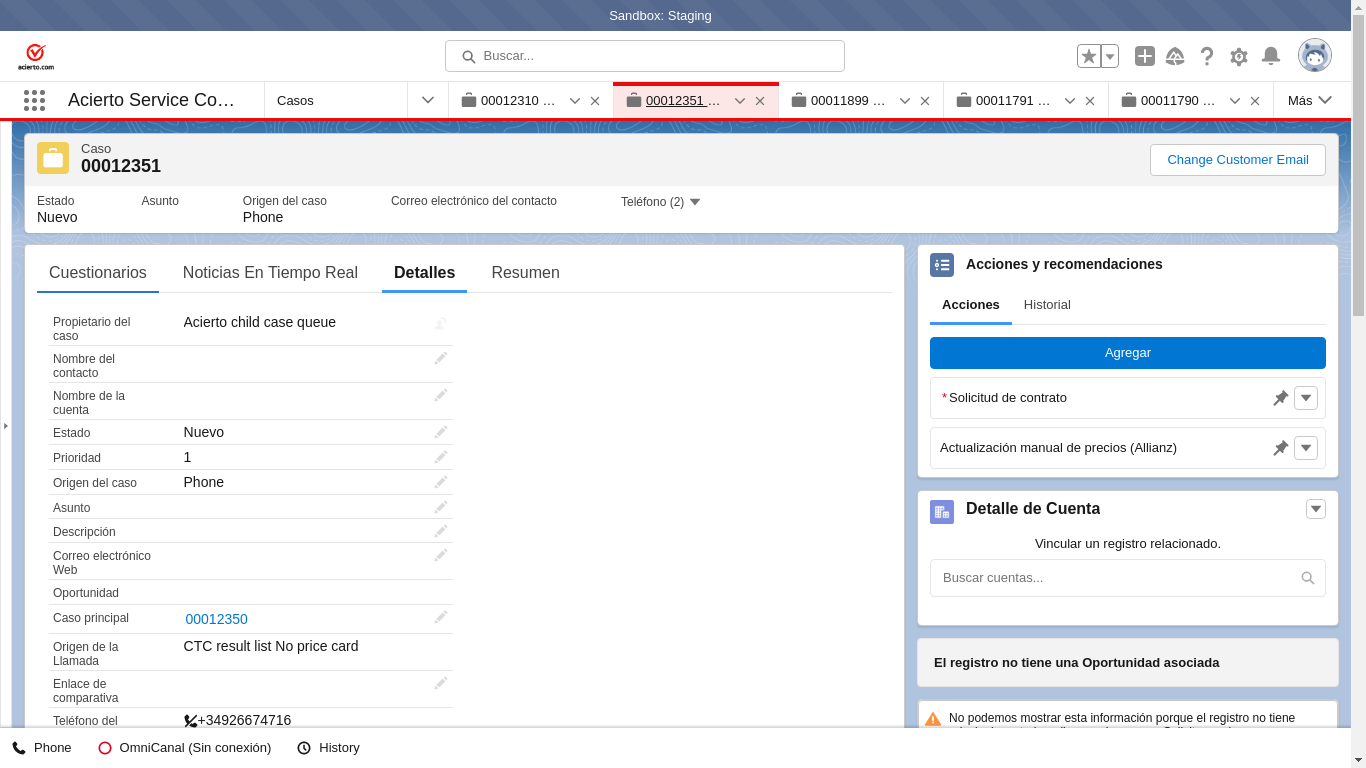 Sandbox: Staging
acierto.com
Buscar...
Acierto Service Co…
Casos
00012310 …
00012351 …
00011899 …
00011791 …
00011790 …
Más
Caso
00012351
Change Customer Email
Estado
Nuevo
Asunto
Origen del caso
Phone
Correo electrónico del contacto
Teléfono (2)
Cuestionarios
Noticias En Tiempo Real
Detalles
Resumen
Propietario del
caso
Acierto child case queue
Nombre del
contacto
Nombre de la
cuenta
Estado
Nuevo
Prioridad
1
Origen del caso
Phone
Asunto
Descripción
Correo electrónico
Web
Oportunidad
Caso principal
00012350
Origen de la
Llamada
CTC result list No price card
Enlace de
comparativa
Teléfono del
+34926674716
Acciones y recomendaciones
Acciones
Historial
Agregar
*Solicitud de contrato
Actualización manual de precios (Allianz)
Detalle de Cuenta
Vincular un registro relacionado.
Buscar cuentas...
El registro no tiene una Oportunidad asociada
No podemos mostrar esta información porque el registro no tiene
Phone
OmniCanal (Sin conexión)
History